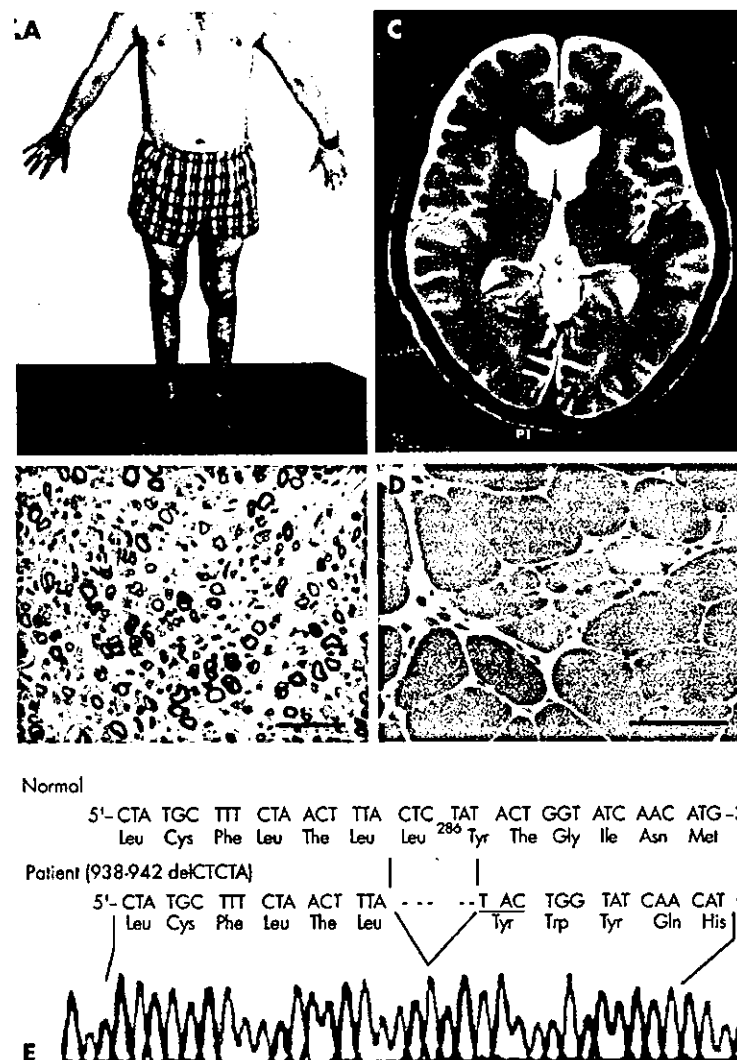 .A
C
PI
D
Normal
5'– CTA TGC TTT CTA ACT TTA CTC TAT ACT GGT ATC AAC ATG –3
Leu Cys Phe Leu The Leu Leu 286 Tyr The Gly Ile Asn Met
Patient (938-942 delCTCTA)
5'– CTA TGC TTT CTA ACT TTA - - - - - T AC TGG TAT CAA CAT
Leu Cys Phe Leu The Leu Tyr Trp Tyr Gln His
E